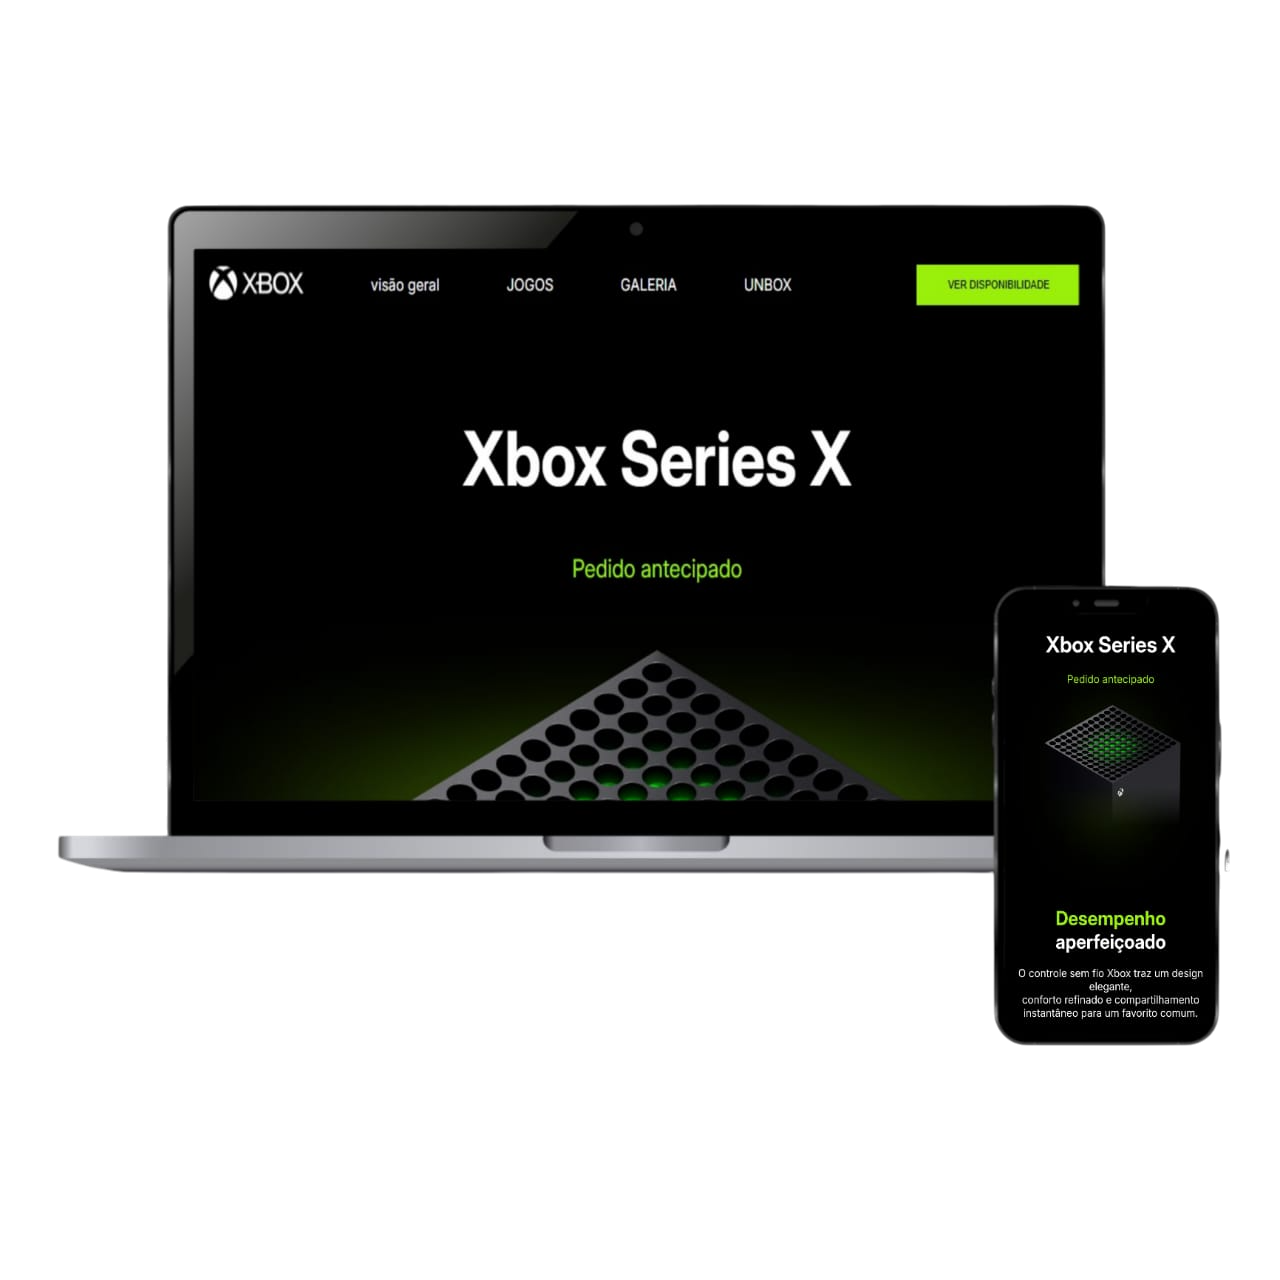 XBOX
visão geral
JOGOS
GALERIA
UNBOX
VER DISPONIBILIDADE
Xbox Series X
Pedido antecipado
Xbox Series X
Pedido antecipado
Desempenho
aperfeiçoado
O controle sem fio Xbox traz um design
elegante,
conforto refinado e compartilhamento
instantâneo para um favorito comum.